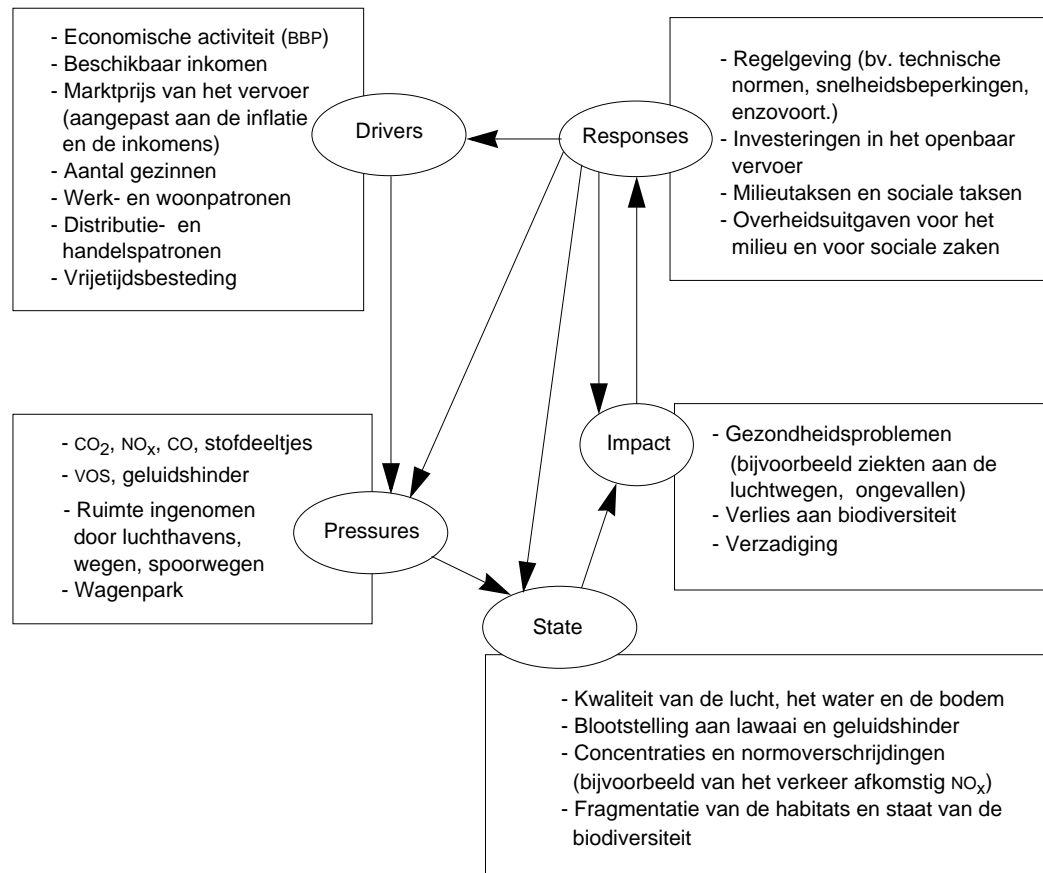 - Economische activiteit (BBP)
- Beschikbaar inkomen
- Marktprijs van het vervoer
(aangepast aan de inflatie
en de inkomens)
- Aantal gezinnen
- Werk- en woonpatronen
- Distributie- en
handelspatronen
- Vrijetijdsbesteding
Drivers
Responses
- Regelgeving (bv. technische
normen, snelheidsbeperkingen,
enzovoort.)
- Investeringen in het openbaar
vervoer
- Milieutaksen en sociale taksen
- Overheidsuitgaven voor het
milieu en voor sociale zaken
- CO₂, NOₓ, CO, stofdeeltjes
- VOS, geluidshinder
- Ruimte ingenomen
door luchthavens,
wegen, spoorwegen
- Wagenpark
Pressures
Impact
- Gezondheidsproblemen
(bijvoorbeeld ziekten aan de
luchtwegen, ongevallen)
- Verlies aan biodiversiteit
- Verzadiging
State
- Kwaliteit van de lucht, het water en de bodem
- Blootstelling aan lawaai en geluidshinder
- Concentraties en normoverschrijdingen
(bijvoorbeeld van het verkeer afkomstig NOₓ)
- Fragmentatie van de habitats en staat van de
biodiversiteit